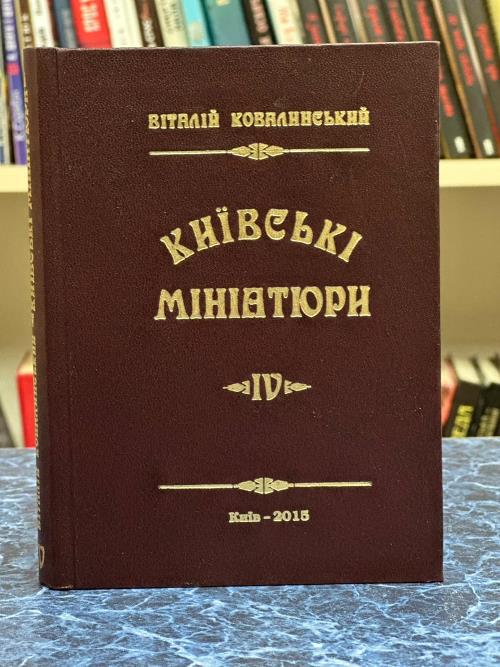 ВІТАЛІЙ КОВАЛИНСЬКИЙ
КИЇВСЬКІ
МІНІАТЮРИ
IV
Київ – 2015